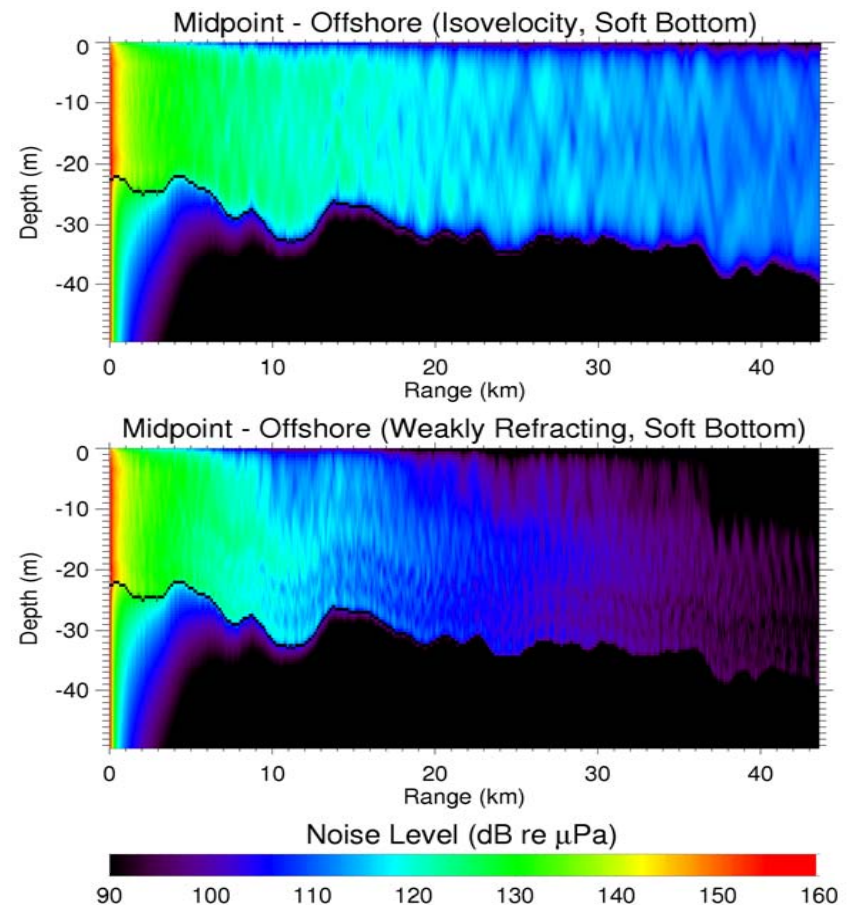 Midpoint - Offshore (Isovelocity, Soft Bottom)
0
-10
-20
-30
-40
Depth (m)
0 10 20 30 40
Range (km)
Midpoint - Offshore (Weakly Refracting, Soft Bottom)
0
-10
-20
-30
-40
Depth (m)
0 10 20 30 40
Range (km)
Noise Level (dB re μPa)
90 100 110 120 130 140 150 160